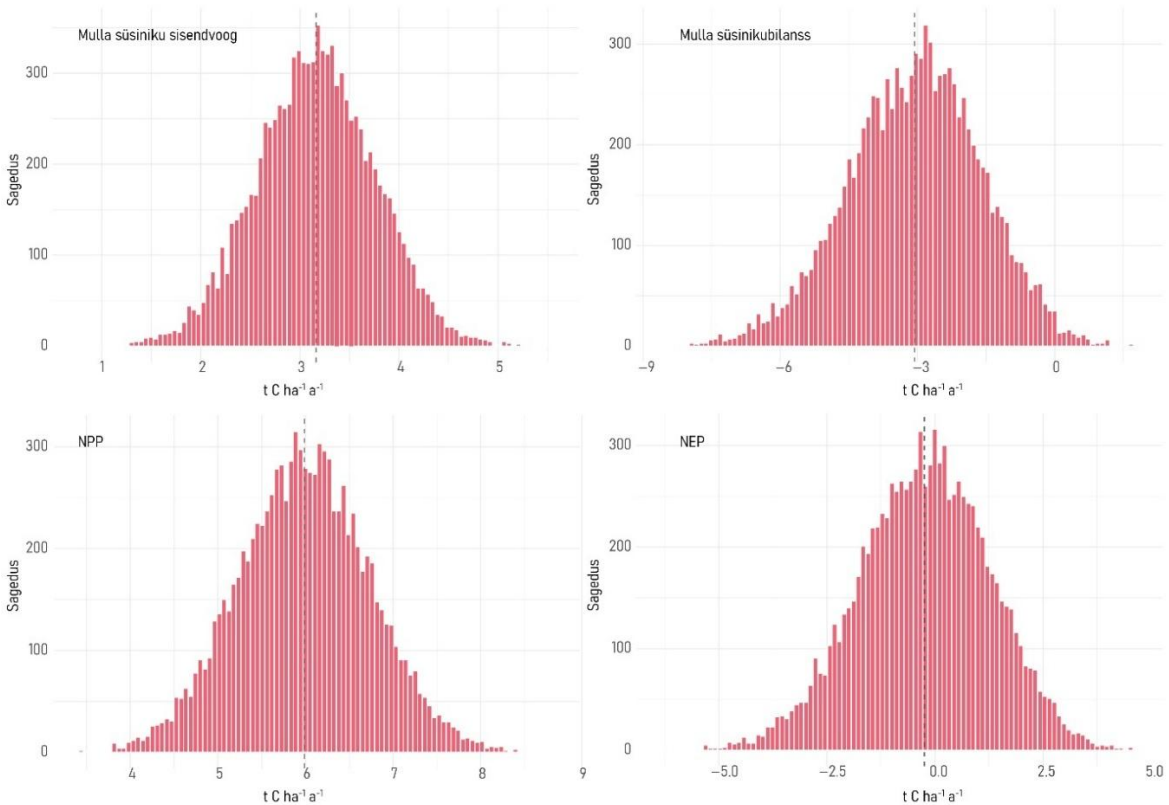 Mulla süsiniku sisendvoog
300
200
100
0
Sagedus
1 2 3 4 5
t C ha⁻¹ a⁻¹
Mulla süsinikubilanss
300
200
100
0
Sagedus
−9 −6 −3 0
t C ha⁻¹ a⁻¹
NPP
300
200
100
0
Sagedus
4 5 6 7 8 9
t C ha⁻¹ a⁻¹
NEP
300
200
100
0
Sagedus
−5.0 −2.5 0.0 2.5 5.0
t C ha⁻¹ a⁻¹